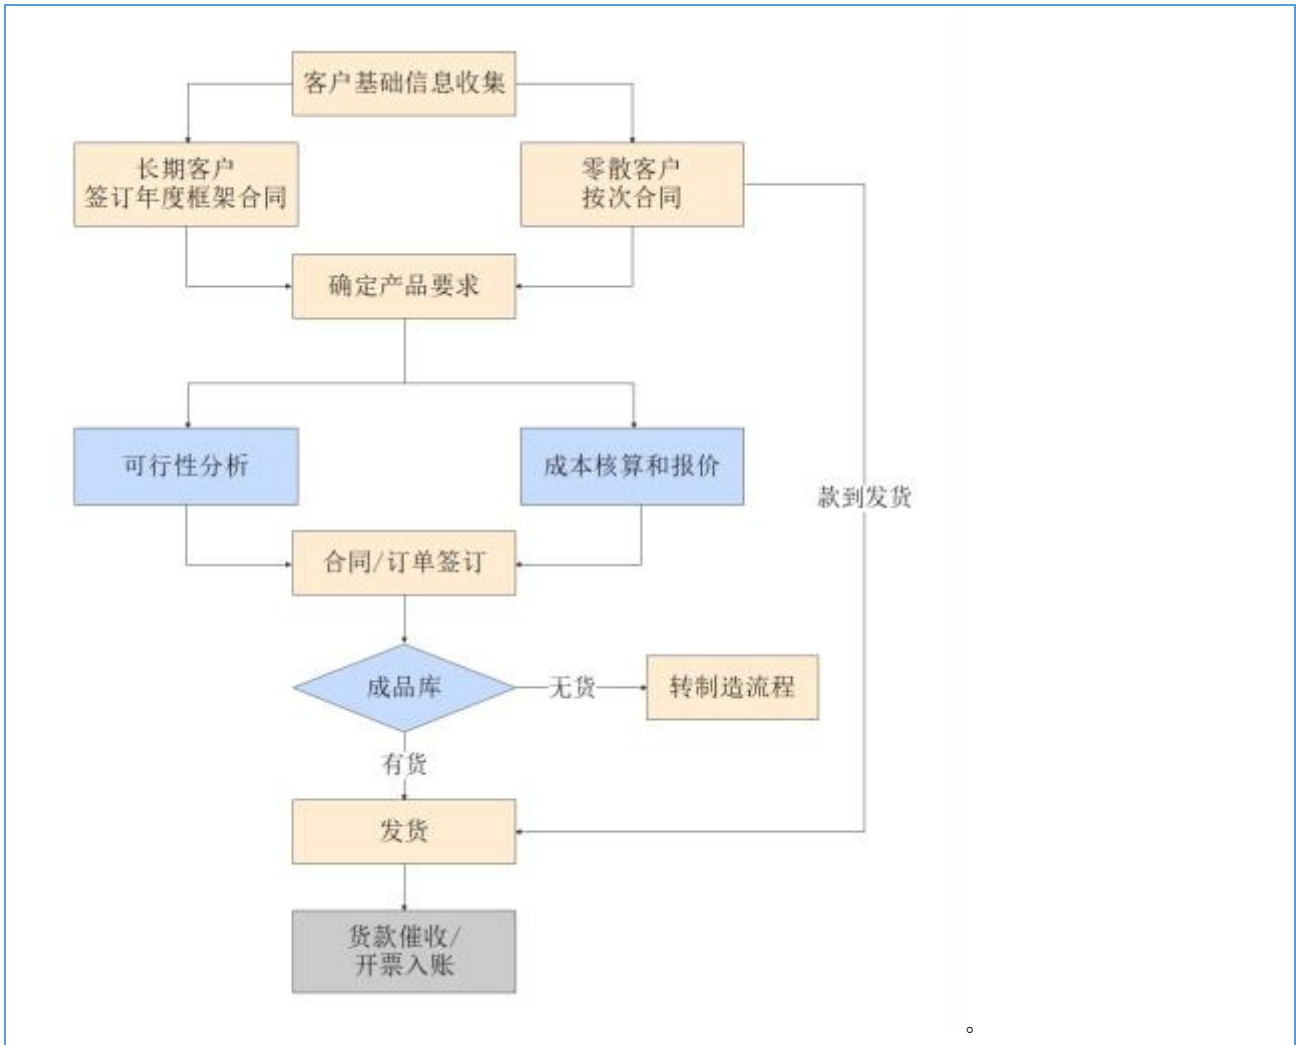 客户基础信息收集
长期客户
签订年度框架合同
零散客户
按次合同
确定产品要求
可行性分析
成本核算和报价
款到发货
合同/订单签订
成品库
无货
转制造流程
有货
发货
货款催收/
开票入账
。